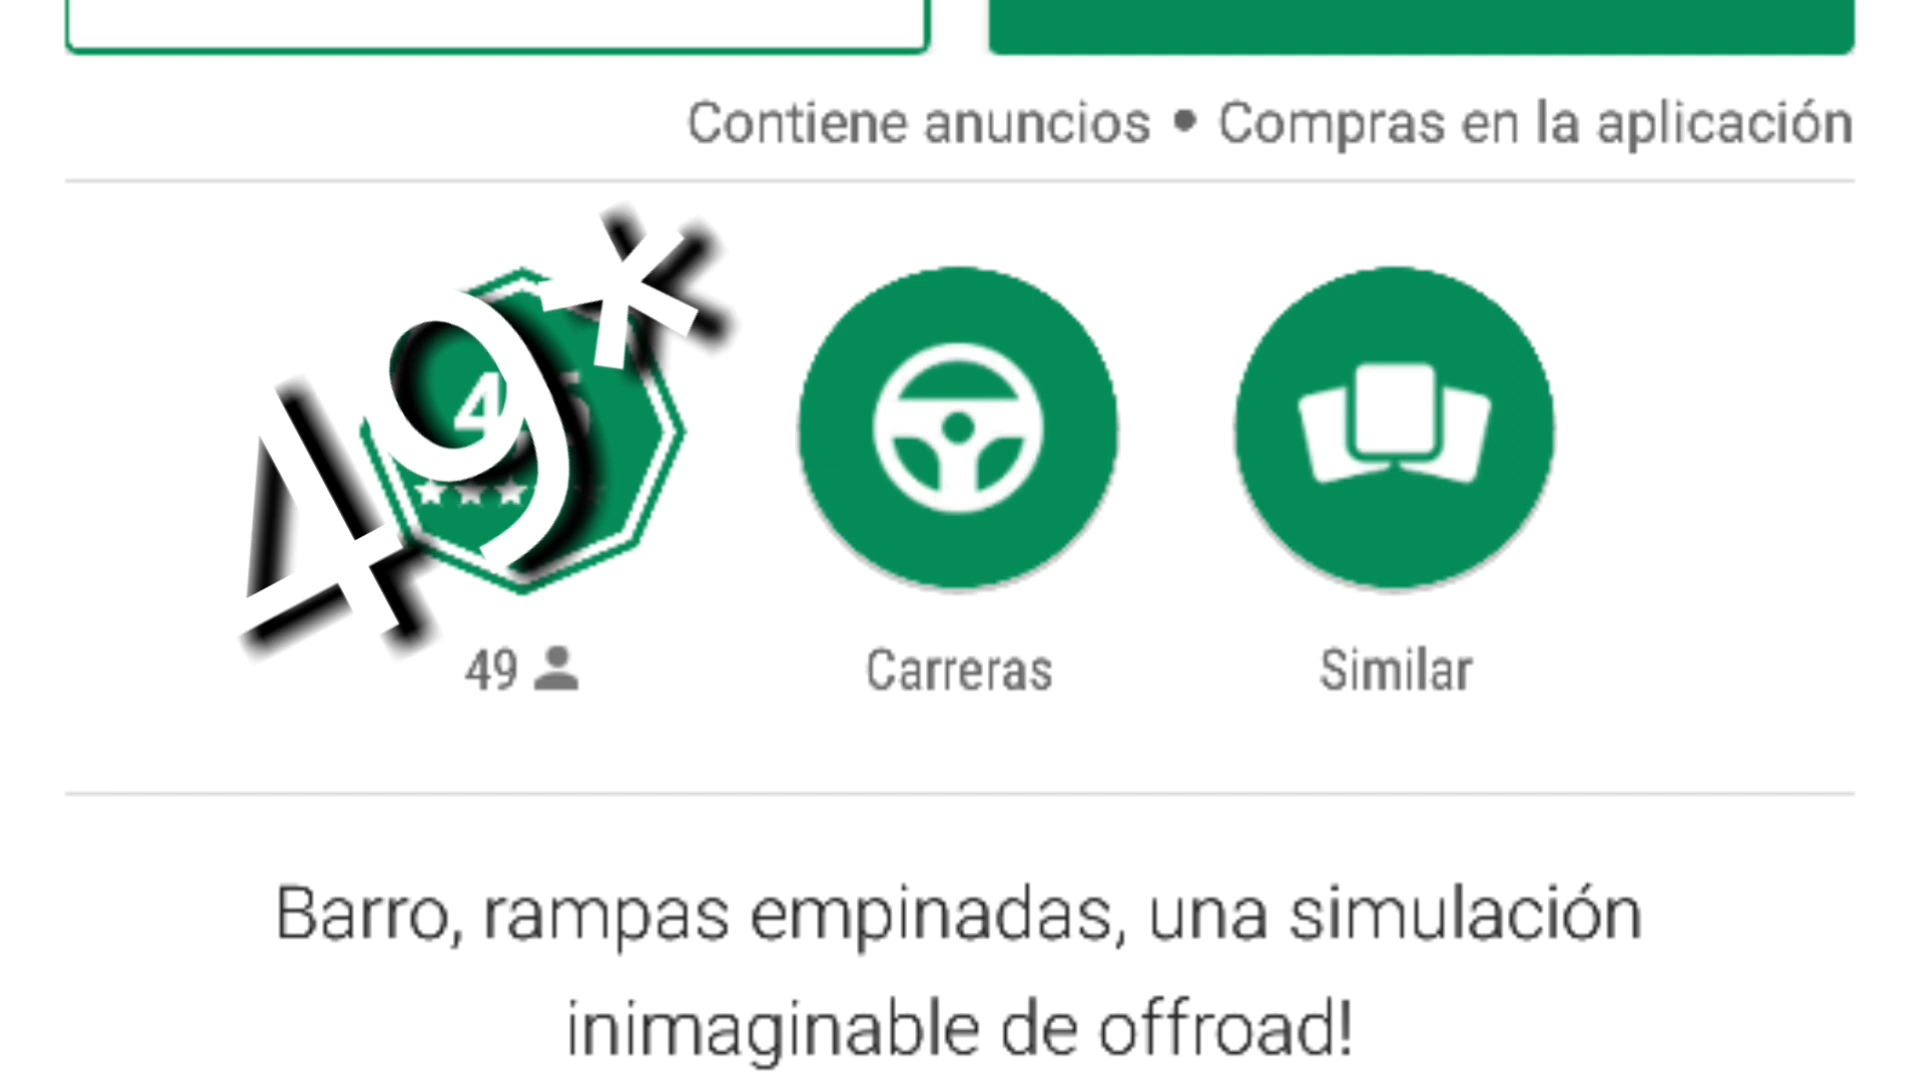 Contiene anuncios • Compras en la aplicación
49*
49
Carreras
Similar
Barro, rampas empinadas, una simulación
inimaginable de offroad!